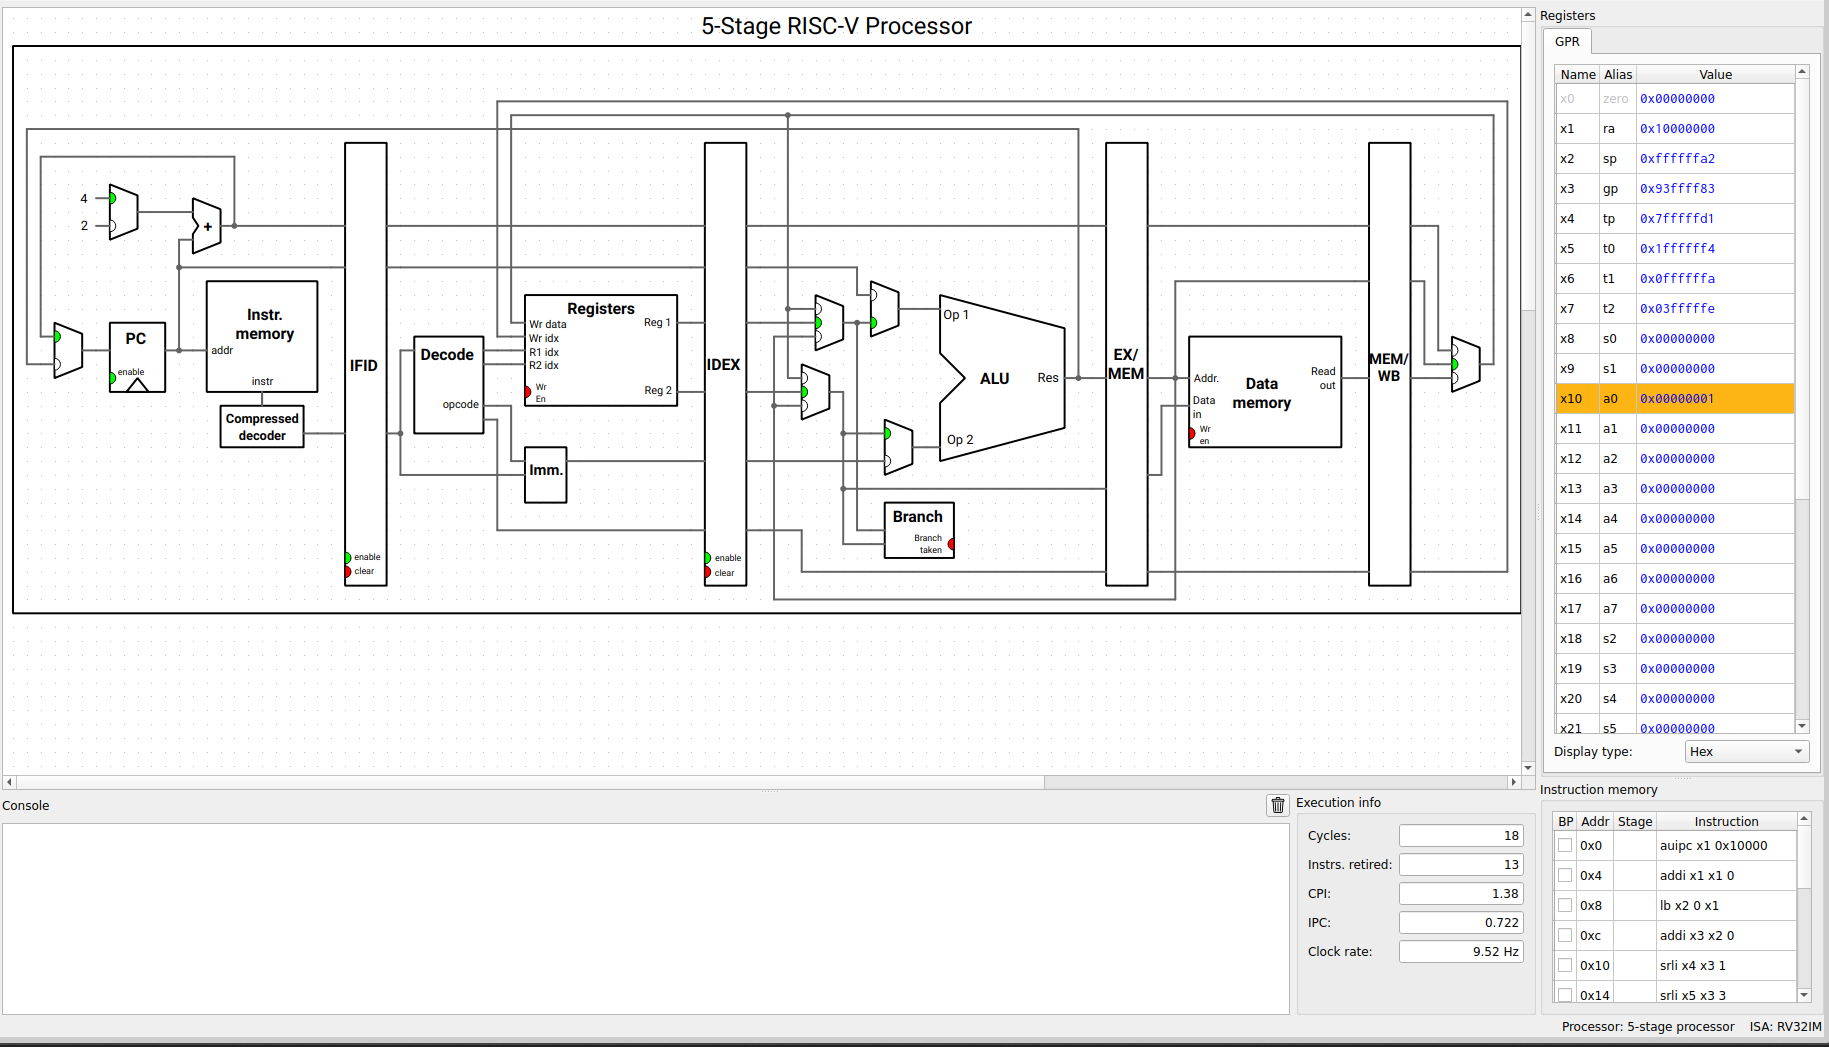 5-Stage RISC-V Processor
4
2
+
PC
enable
Instr.
memory
addr
instr
Compressed
decoder
IFID
enable
clear
Decode
opcode
Registers
Wr data
Wr idx
R1 idx
R2 idx
Wr
En
Reg 1
Reg 2
Imm.
IDEX
enable
clear
Op 1
ALU
Res
Op 2
Branch
Branch
taken
EX/
MEM
Addr.
Data
in
Wr
en
Data
memory
Read
out
MEM/
WB
Console
Execution info
Cycles: 18
Instrs. retired: 13
CPI: 1.38
IPC: 0.722
Clock rate: 9.52 Hz
Registers
GPR
Name Alias Value
x0 zero 0x00000000
x1 ra 0x10000000
x2 sp 0xffffffa2
x3 gp 0x93ffff83
x4 tp 0x7fffffd1
x5 t0 0x1ffffff4
x6 t1 0x0ffffffa
x7 t2 0x03fffffe
x8 s0 0x00000000
x9 s1 0x00000000
x10 a0 0x00000001
x11 a1 0x00000000
x12 a2 0x00000000
x13 a3 0x00000000
x14 a4 0x00000000
x15 a5 0x00000000
x16 a6 0x00000000
x17 a7 0x00000000
x18 s2 0x00000000
x19 s3 0x00000000
x20 s4 0x00000000
x21 s5 0x00000000
Display type: Hex
Instruction memory
BP Addr Stage Instruction
0x0 auipc x1 0x10000
0x4 addi x1 x1 0
0x8 lb x2 0 x1
0xc addi x3 x2 0
0x10 srli x4 x3 1
0x14 srli x5 x3 3
Processor: 5-stage processor ISA: RV32IM